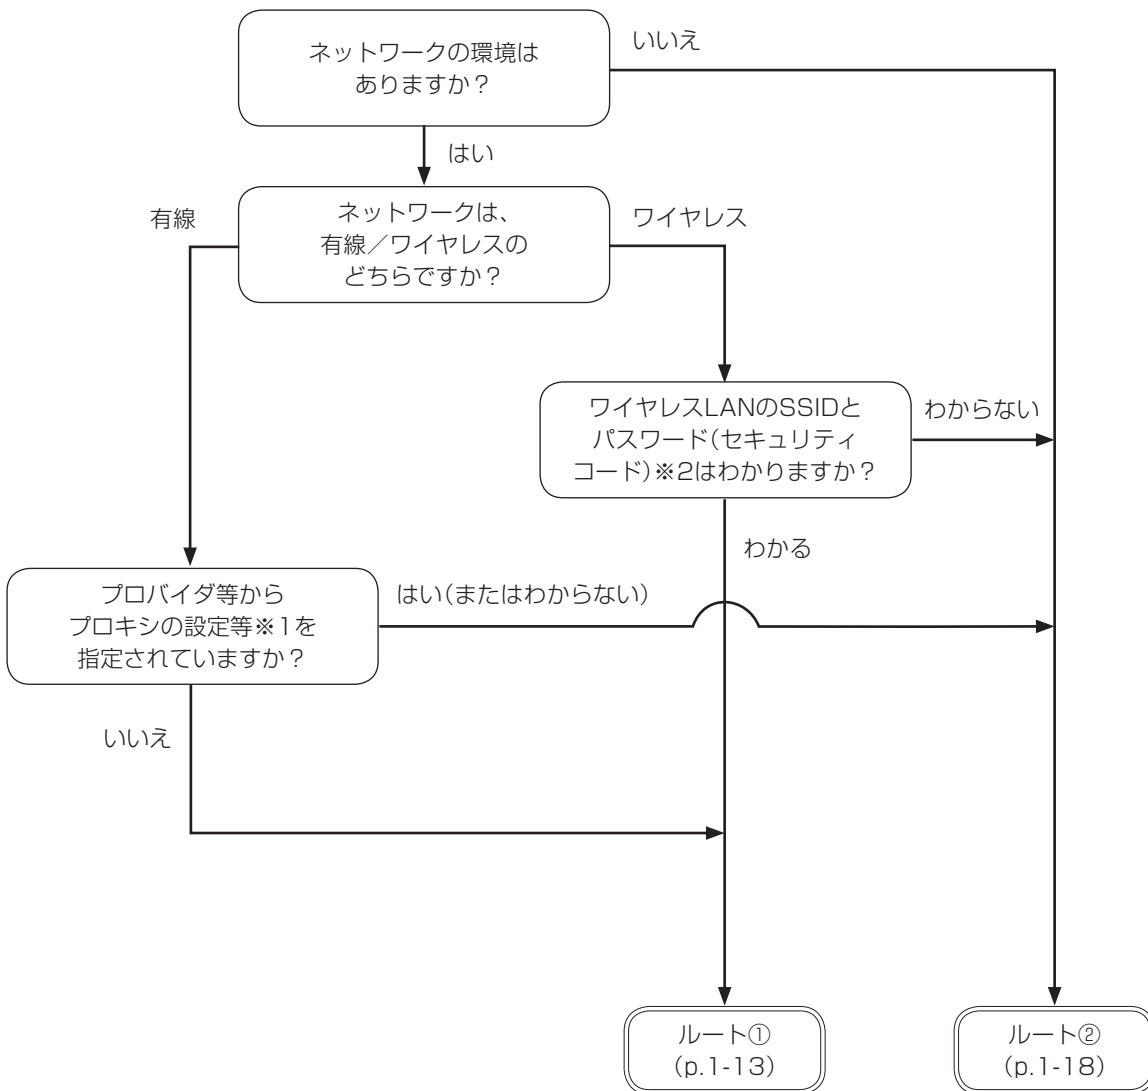 ネットワークの環境は
ありますか？
いいえ
はい
有線
ネットワークは、
有線／ワイヤレスの
どちらですか？
ワイヤレス
ワイヤレスLANのSSIDと
パスワード（セキュリティ
コード）※2はわかりますか？
わからない
わかる
プロバイダ等から
プロキシの設定等※1を
指定されていますか？
はい（またはわからない）
いいえ
ルート①
(p.1-13)
ルート②
(p.1-18)